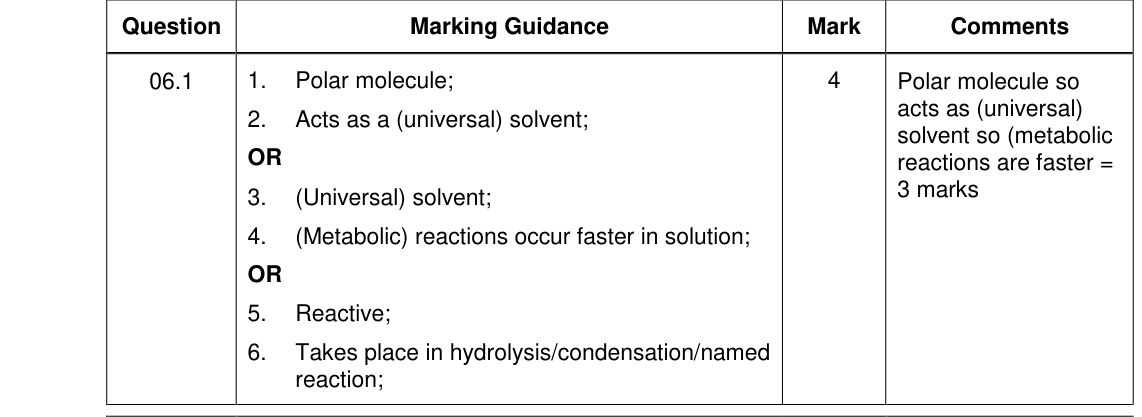 Question Marking Guidance Mark Comments
06.1 1. Polar molecule; 4 Polar molecule so
acts as (universal)
solvent so (metabolic
reactions are faster =
3 marks
2. Acts as a (universal) solvent;
OR
3. (Universal) solvent;
4. (Metabolic) reactions occur faster in solution;
OR
5. Reactive;
6. Takes place in hydrolysis/condensation/named
reaction;